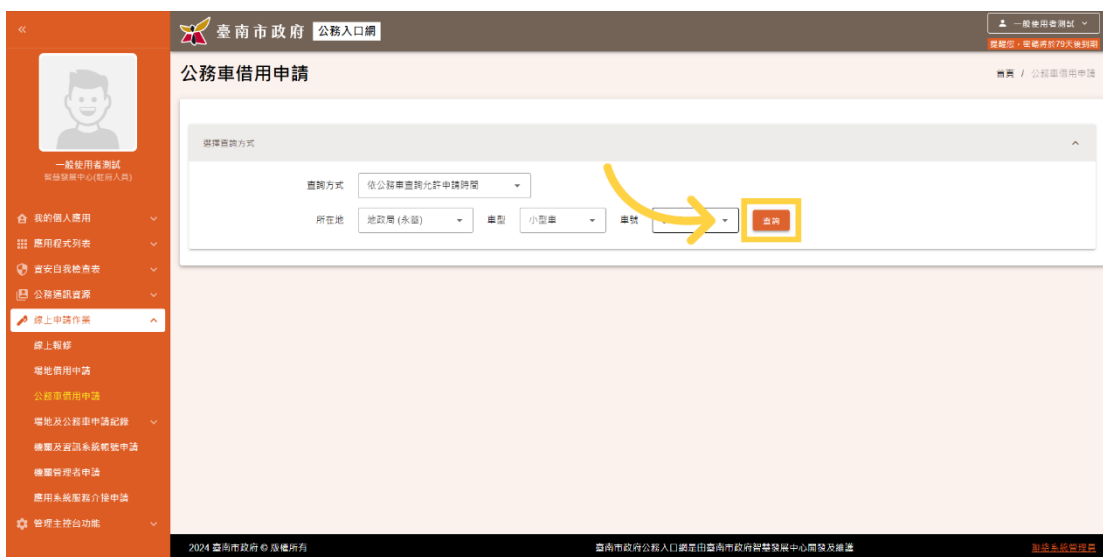 «
臺南市政府 公務入口網
一般使用者測試
提醒您，密碼將於79天後到期
公務車借用申請
首頁 / 公務車借用申請
一般使用者測試
智慧發展中心(駐府人員)
我的個人應用
應用程式列表
資安自我檢查表
公務通訊資源
線上申請作業
線上報修
場地借用申請
公務車借用申請
場地及公務車申請紀錄
機關及資訊系統帳號申請
機關管理者申請
應用系統服務介接申請
管理主控台功能
選擇查詢方式
查詢方式 依公務車查詢允許申請時間
所在地 地政局 (永華) 車型 小型車 車號 查詢
2024 臺南市政府 © 版權所有
臺南市政府公務入口網是由臺南市政府智慧發展中心開發及維護
聯絡系統管理員